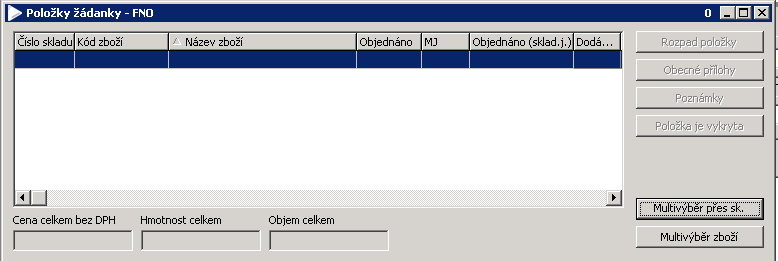 Položky žádanky - FNO 0
Číslo skladu Kód zboží Název zboží Objednáno MJ Objednáno (sklad.j.) Dodá...
Rozpad položky
Obecné přílohy
Poznámky
Položka je vykryta
Multivýběr přes sk.
Cena celkem bez DPH Hmotnost celkem Objem celkem
Multivýběr zboží